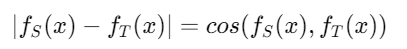 |f_S(x) − f_T(x)| = cos(f_S(x), f_T(x))